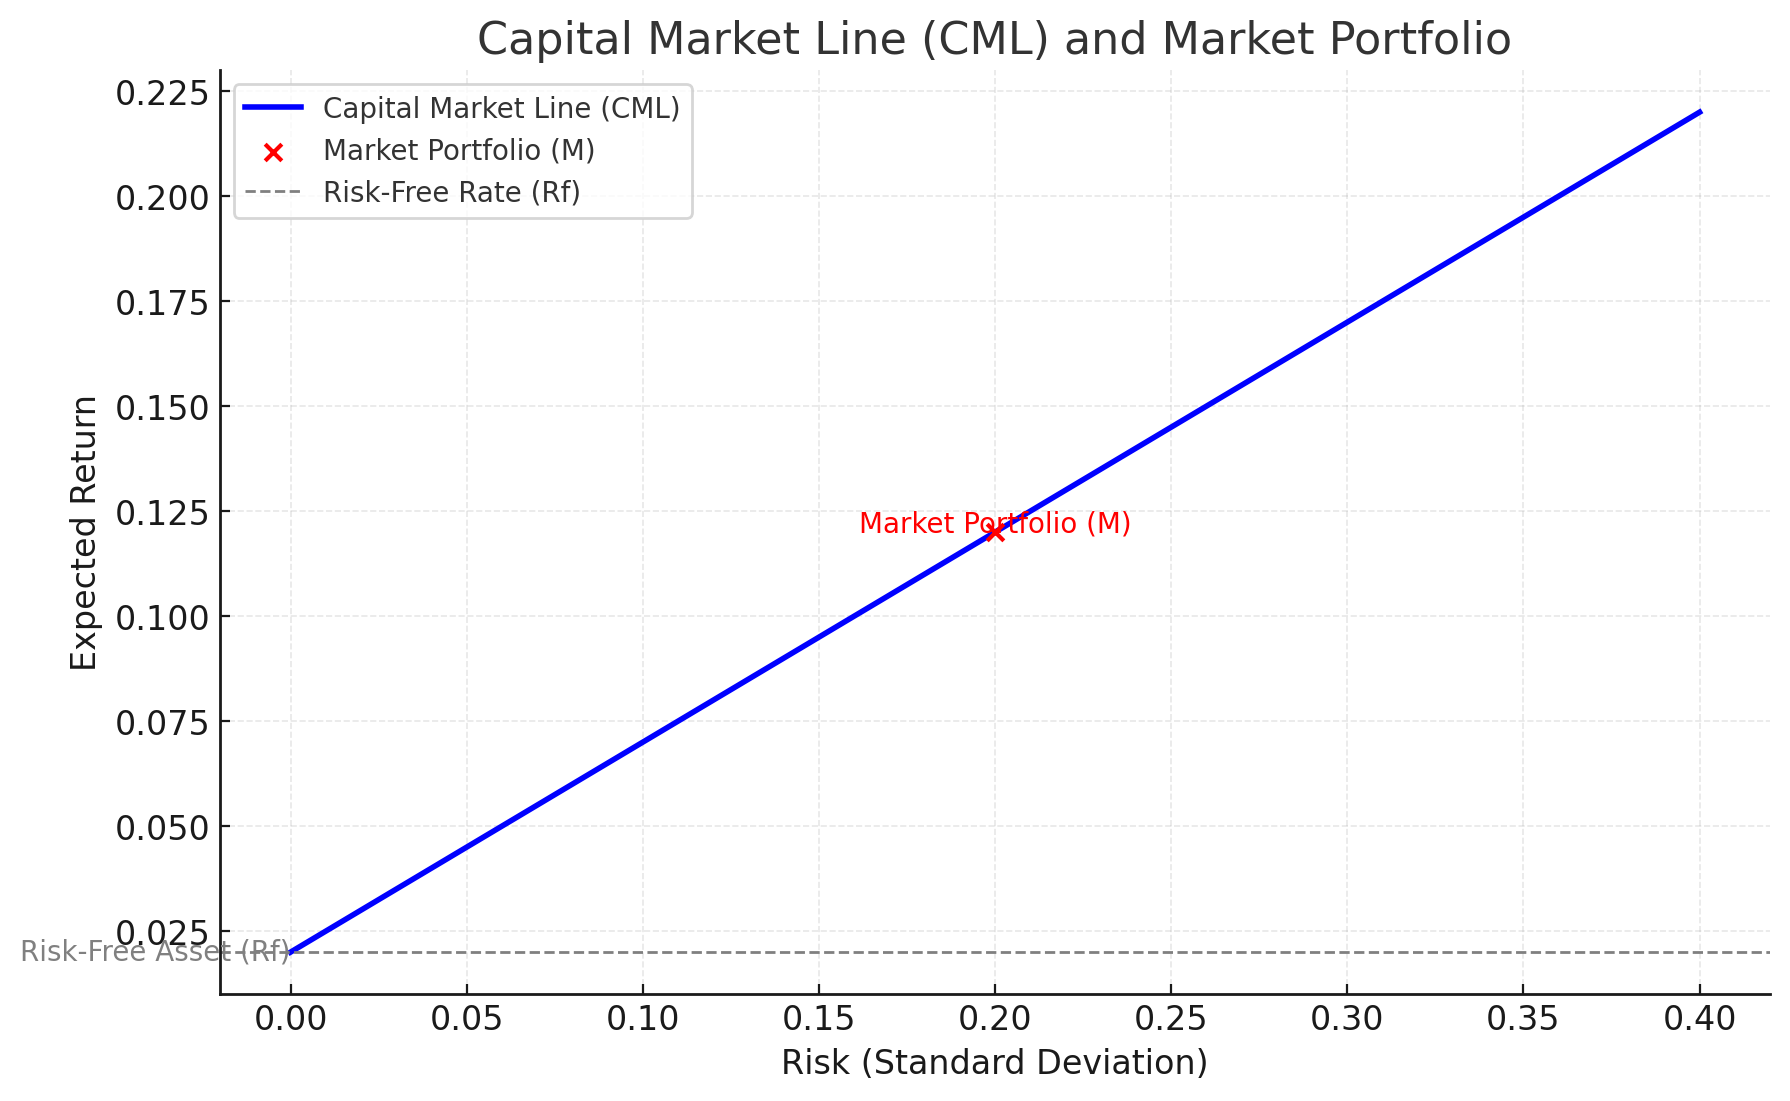 Capital Market Line (CML) and Market Portfolio
Capital Market Line (CML)
Market Portfolio (M)
Risk-Free Rate (Rf)
Expected Return
0.225
0.200
0.175
0.150
0.125
0.100
0.075
0.050
0.025
Market Portfolio (M)
Risk-Free Asset (Rf)
0.00 0.05 0.10 0.15 0.20 0.25 0.30 0.35 0.40
Risk (Standard Deviation)